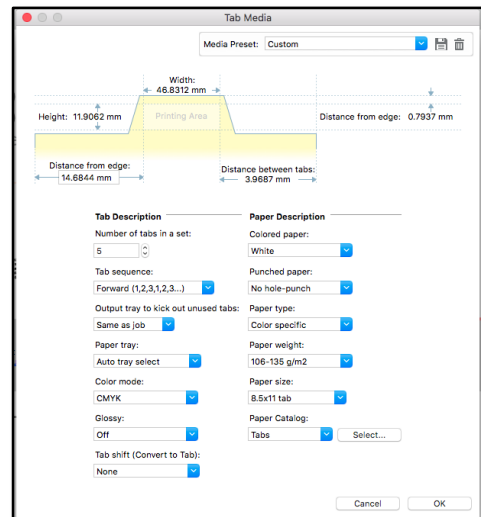 Tab Media
Media Preset: Custom
Width:
46.8312 mm
Height: 11.9062 mm
Printing Area
Distance from edge: 0.7937 mm
Distance from edge:
14.6844 mm
Distance between tabs:
3.9687 mm
Tab Description
Number of tabs in a set:
5
Tab sequence:
Forward (1,2,3,1,2,3...)
Output tray to kick out unused tabs:
Same as job
Paper tray:
Auto tray select
Color mode:
CMYK
Glossy:
Off
Tab shift (Convert to Tab):
None
Paper Description
Colored paper:
White
Punched paper:
No hole-punch
Paper type:
Color specific
Paper weight:
106-135 g/m2
Paper size:
8.5x11 tab
Paper Catalog:
Tabs
Select...
Cancel
OK